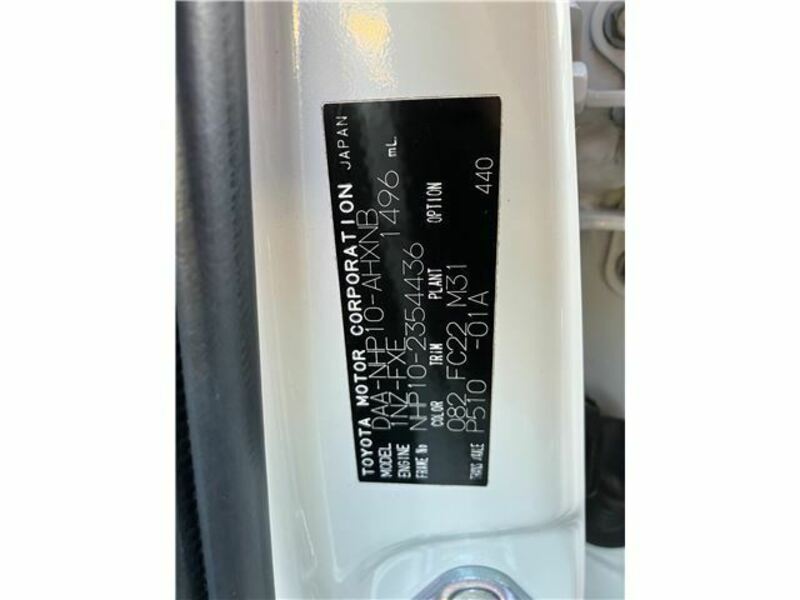 TOYOTA MOTOR CORPORATION JAPAN
MODEL DAA-NHP10-AHXNB
ENGINE 1NZ-FXE 1496 mL.
FRAME No NHP10-2354436
COLOR TRIM PLANT OPTION
082 FC22 M31
TRANS AXLE P510 -01A 440